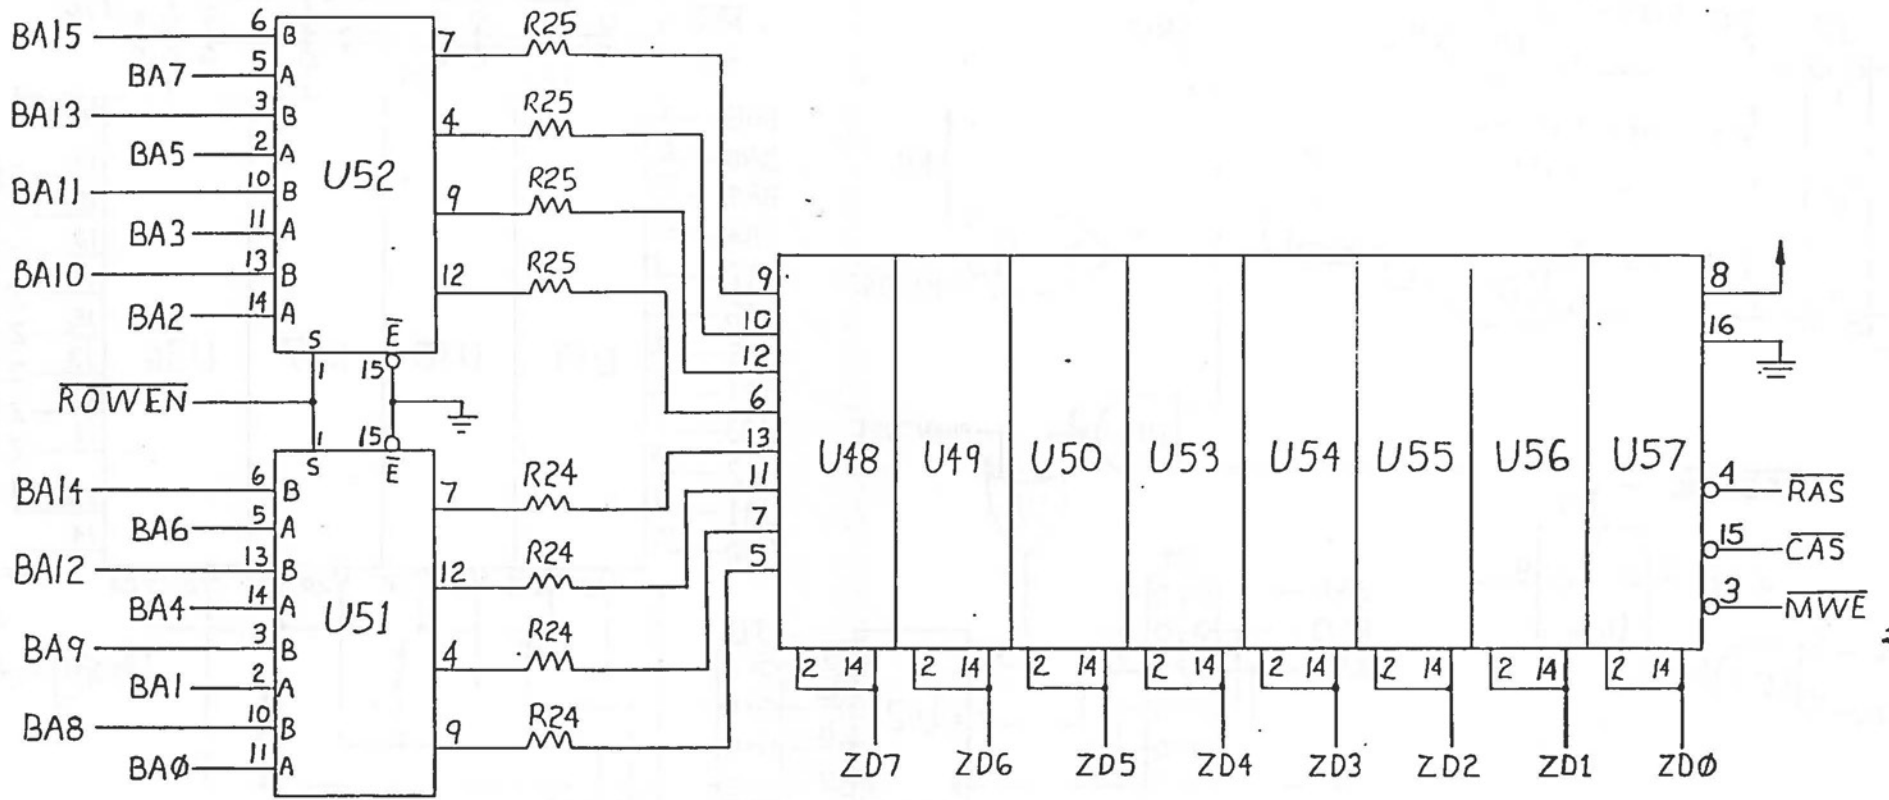 BA15 6 B
BA7 5 A
BA13 3 B
BA5 2 A
BA11 10 B
BA3 11 A
BA10 13 B
BA2 14 A
U52
S E
1 15
7 R25
4 R25
9 R25
12 R25
ROWEN
1 15
S E
BA14 6 B
BA6 5 A
BA12 13 B
BA4 14 A
BA9 3 B
BA1 2 A
BA8 10 B
BAØ 11 A
U51
7 R24
12 R24
4 R24
9 R24
9
10
12
6
13
11
7
5
U48 U49 U50 U53 U54 U55 U56 U57
8
16
4 RAS
15 CAS
3 MWE
2 14 2 14 2 14 2 14 2 14 2 14 2 14 2 14
ZD7 ZD6 ZD5 ZD4 ZD3 ZD2 ZD1 ZDØ